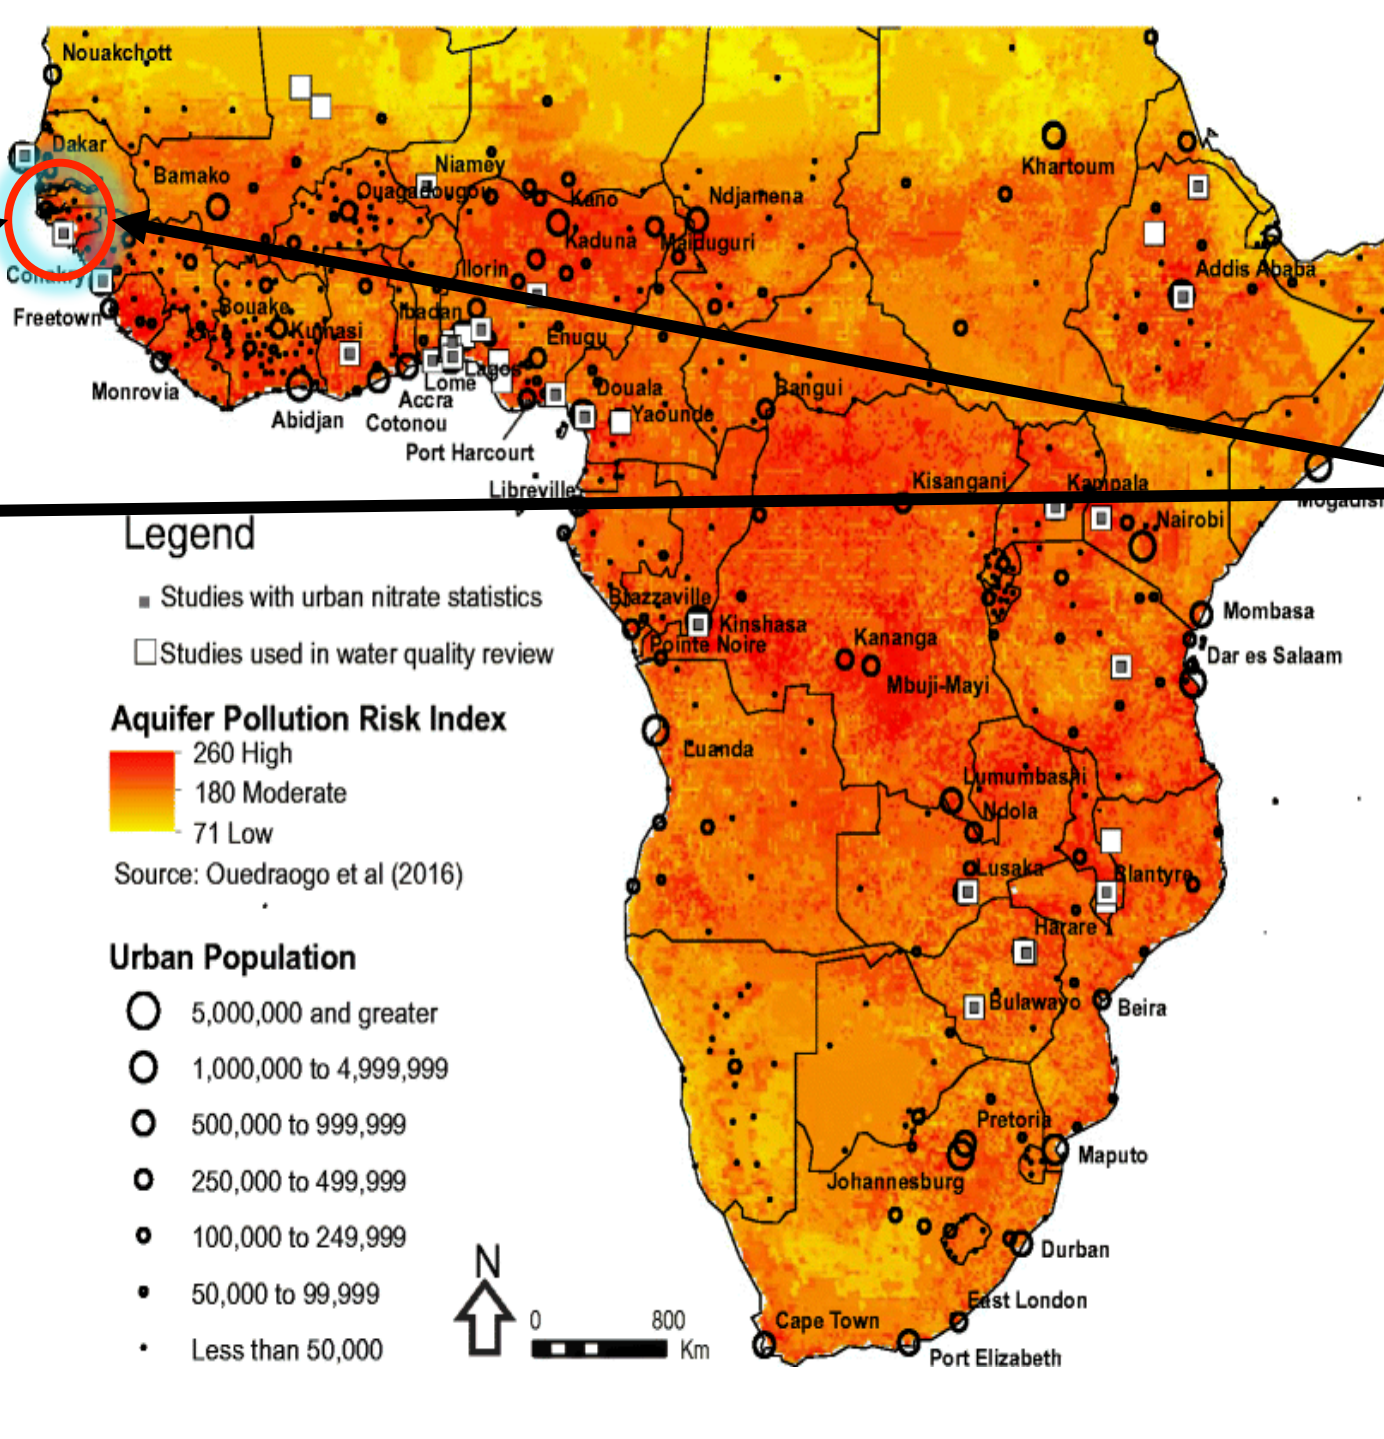 Nouakchott
Dakar
Bamako
Niamey
Ouagadougou
Kano
Ndjamena
Khartoum
Kaduna
Maiduguri
Conakry
Ilorin
Addis Ababa
Freetown
Bouake
Ibadan
Kumasi
Enugu
Lagos
Monrovia
Lome
Douala
Bangui
Accra
Abidjan
Cotonou
Yaounde
Port Harcourt
Libreville
Kisangani
Kampala
Nairobi
Legend
Studies with urban nitrate statistics
Studies used in water quality review
Brazzaville
Kinshasa
Pointe Noire
Kananga
Mbuji-Mayi
Mombasa
Dar es Salaam
Aquifer Pollution Risk Index
260 High
180 Moderate
71 Low
Source: Ouedraogo et al (2016)
Luanda
Lumumbashi
Ndola
Lusaka
Blantyre
Harare
Bulawayo
Beira
Urban Population
5,000,000 and greater
1,000,000 to 4,999,999
500,000 to 999,999
250,000 to 499,999
100,000 to 249,999
50,000 to 99,999
Less than 50,000
Pretoria
Maputo
Johannesburg
Durban
East London
Cape Town
Port Elizabeth
N
0 800
Km